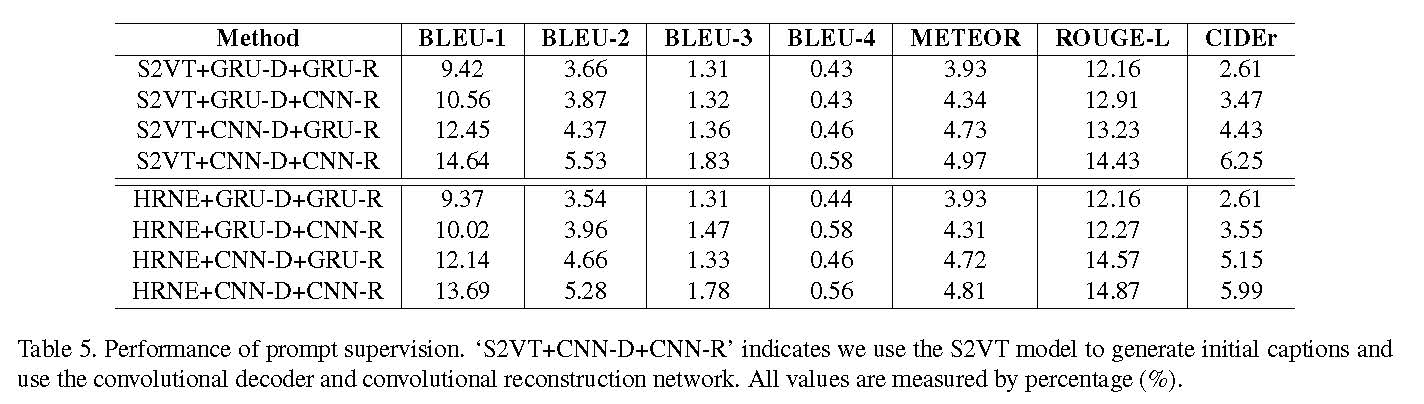 Method BLEU-1 BLEU-2 BLEU-3 BLEU-4 METEOR ROUGE-L CIDEr
S2VT+GRU-D+GRU-R 9.42 3.66 1.31 0.43 3.93 12.16 2.61
S2VT+GRU-D+CNN-R 10.56 3.87 1.32 0.43 4.34 12.91 3.47
S2VT+CNN-D+GRU-R 12.45 4.37 1.36 0.46 4.73 13.23 4.43
S2VT+CNN-D+CNN-R 14.64 5.53 1.83 0.58 4.97 14.43 6.25
HRNE+GRU-D+GRU-R 9.37 3.54 1.31 0.44 3.93 12.16 2.61
HRNE+GRU-D+CNN-R 10.02 3.96 1.47 0.58 4.31 12.27 3.55
HRNE+CNN-D+GRU-R 12.14 4.66 1.33 0.46 4.72 14.57 5.15
HRNE+CNN-D+CNN-R 13.69 5.28 1.78 0.56 4.81 14.87 5.99
Table 5. Performance of prompt supervision. ‘S2VT+CNN-D+CNN-R’ indicates we use the S2VT model to generate initial captions and
use the convolutional decoder and convolutional reconstruction network. All values are measured by percentage (%).